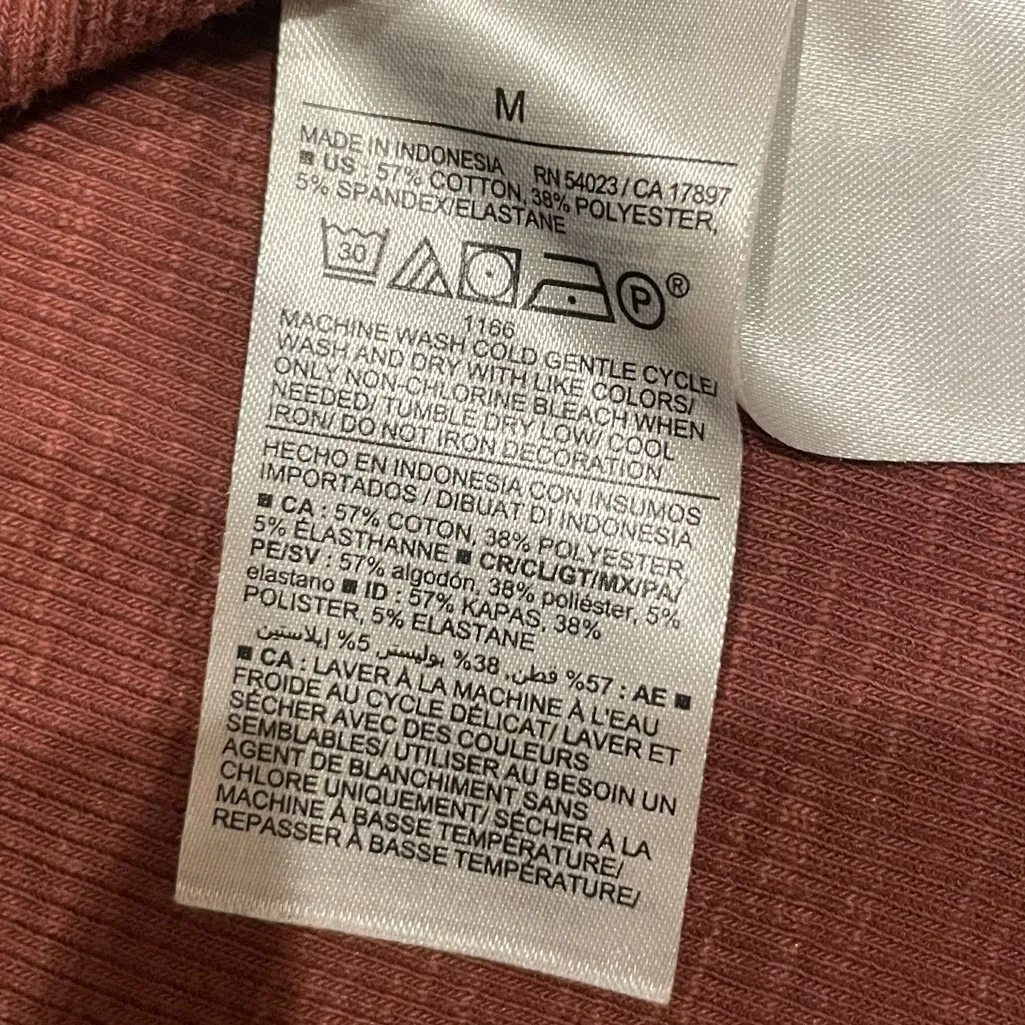 M
MADE IN INDONESIA RN 54023 / CA 17897
■ US : 57% COTTON, 38% POLYESTER,
5% SPANDEX/ELASTANE
30 P ®
1166
MACHINE WASH COLD GENTLE CYCLE/
WASH AND DRY WITH LIKE COLORS/
ONLY NON-CHLORINE BLEACH WHEN
NEEDED/ TUMBLE DRY LOW/ COOL
IRON/ DO NOT IRON DECORATION
HECHO EN INDONESIA CON INSUMOS
IMPORTADOS / DIBUAT DI INDONESIA
■ CA : 57% COTON, 38% POLYESTER,
5% ÉLASTHANNE ■ CR/CL/GT/MX/PA/
PE/SV : 57% algodón, 38% poliéster, 5%
elastano ■ ID : 57% KAPAS, 38%
POLISTER, 5% ELASTANE
■ AE : 57% قطن, 38% بوليستر, 5% إيلاستين
■ CA : LAVER À LA MACHINE À L'EAU
FROIDE AU CYCLE DÉLICAT/ LAVER ET
SÉCHER AVEC DES COULEURS
SEMBLABLES/ UTILISER AU BESOIN UN
AGENT DE BLANCHIMENT SANS
CHLORE UNIQUEMENT/ SÉCHER À LA
MACHINE À BASSE TEMPÉRATURE/
REPASSER À BASSE TEMPÉRATURE/